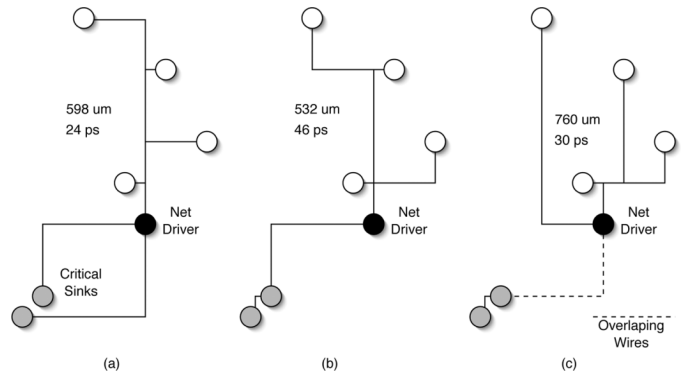 598 um
24 ps
Net
Driver
Critical
Sinks
(a)
532 um
46 ps
Net
Driver
(b)
760 um
30 ps
Net
Driver
Overlaping
Wires
(c)